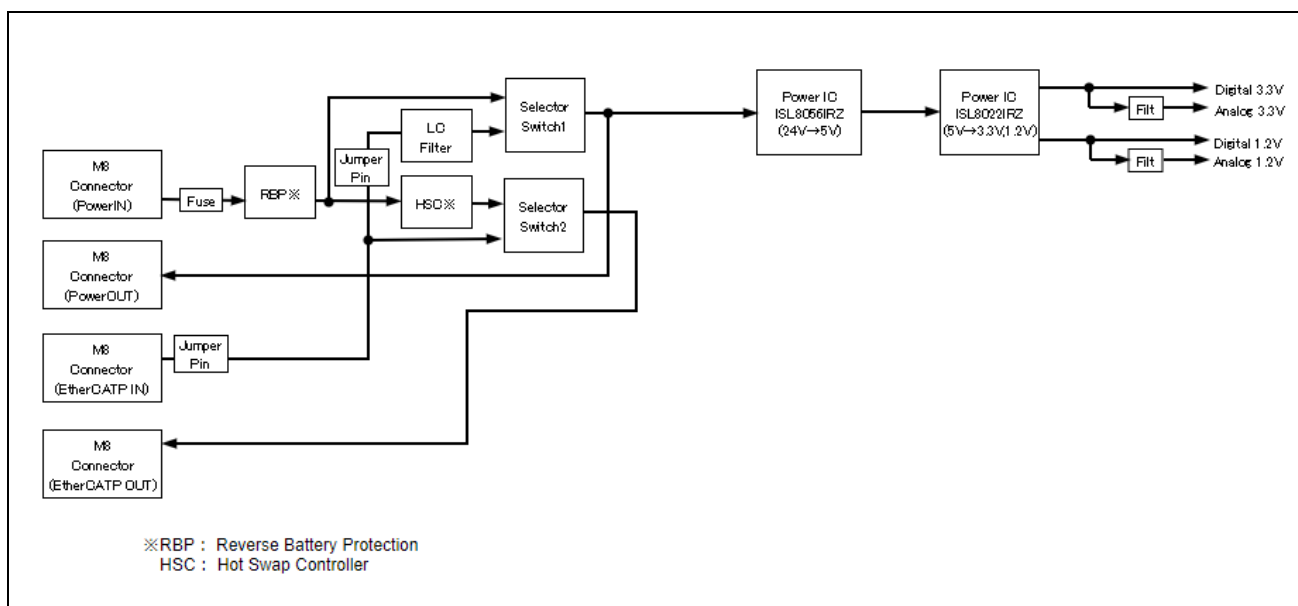 M8
Connector
(PowerIN)
Fuse
RBP※
Jumper
Pin
LC
Filter
HSC※
Selector
Switch1
Selector
Switch2
Power IC
ISL8056IRZ
(24V→5V)
Power IC
ISL8022IRZ
(5V→3.3V,1.2V)
Filt
Filt
Digital 3.3V
Analog 3.3V
Digital 1.2V
Analog 1.2V
M8
Connector
(PowerOUT)
M8
Connector
(EtherCATP IN)
Jumper
Pin
M8
Connector
(EtherCATP OUT)
※RBP : Reverse Battery Protection
HSC : Hot Swap Controller